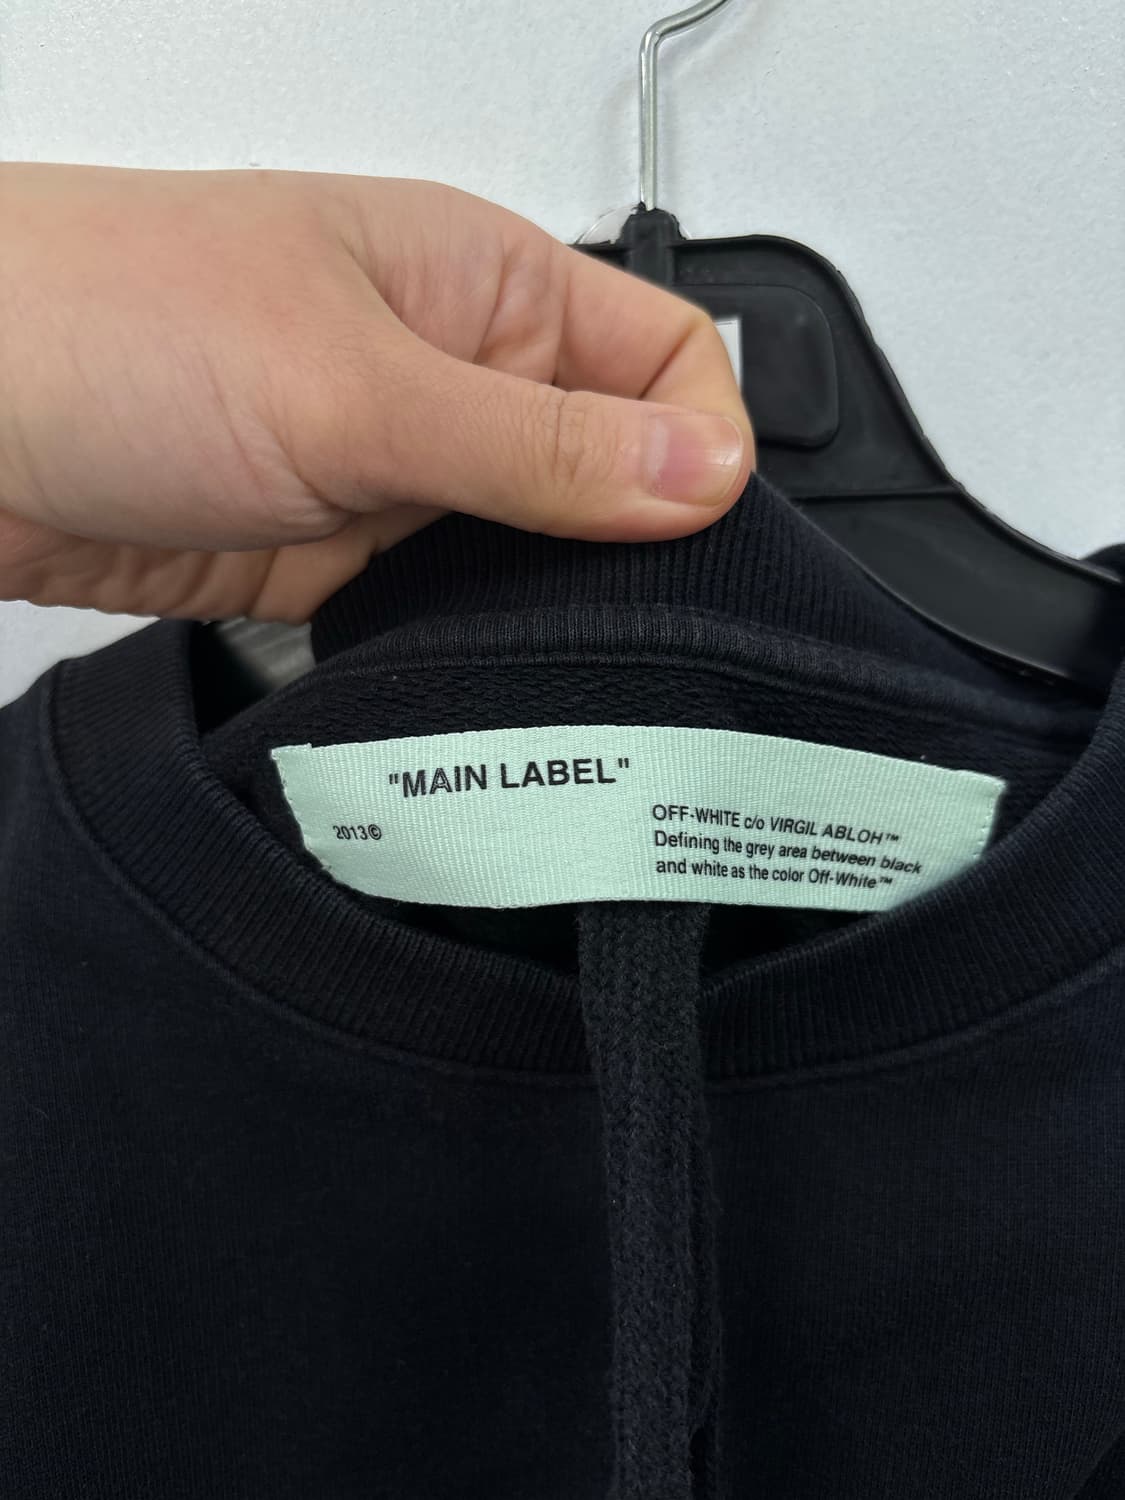 "MAIN LABEL"
2013©
OFF-WHITE c/o VIRGIL ABLOH™
Defining the grey area between black
and white as the color Off-White™